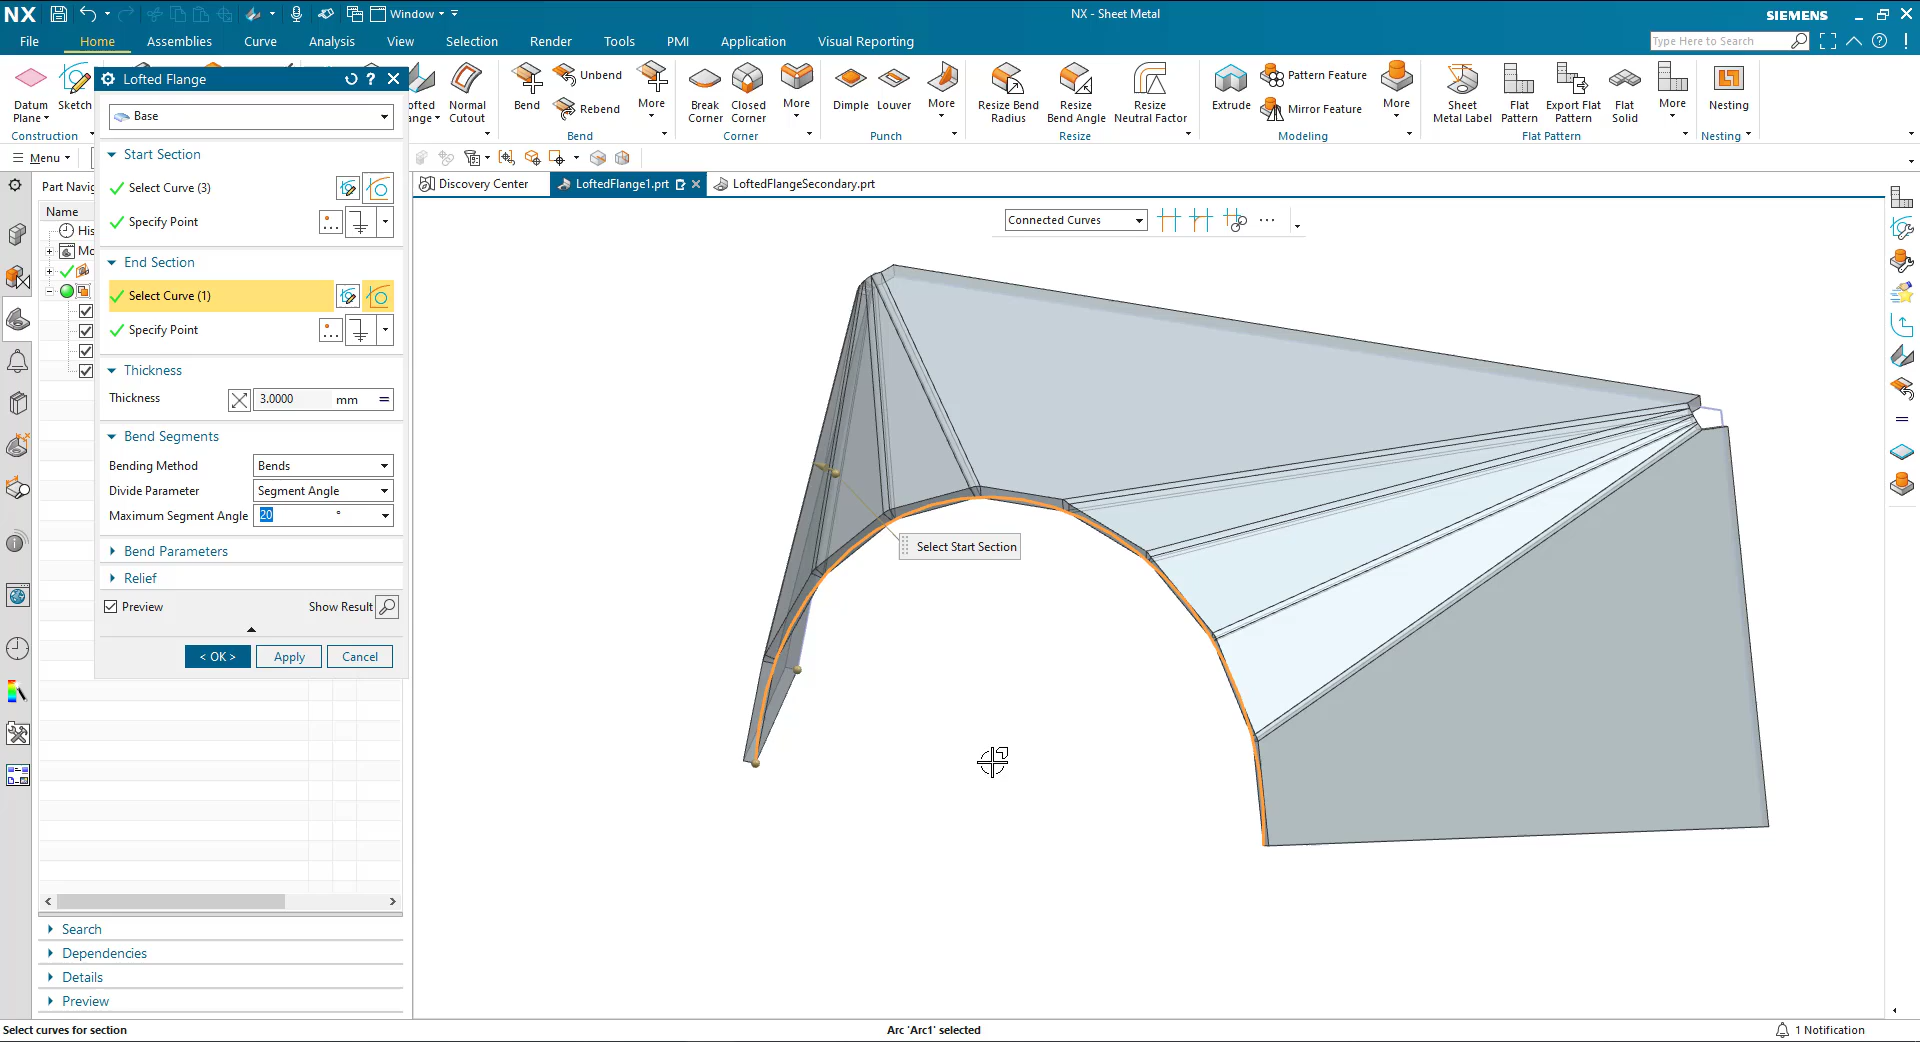 NX
Window
NX - Sheet Metal
SIEMENS
File
Home
Assemblies
Curve
Analysis
View
Selection
Render
Tools
PMI
Application
Visual Reporting
Type Here to Search
Datum
Plane
Sketch
Construction
Lofted Flange
ofted
ange
Normal
Cutout
Bend
Unbend
Rebend
More
Bend
Break
Corner
Closed
Corner
More
Corner
Dimple
Louver
More
Punch
Resize Bend
Radius
Resize
Bend Angle
Resize
Neutral Factor
Resize
Extrude
Pattern Feature
Mirror Feature
More
Modeling
Sheet
Metal Label
Flat
Pattern
Export Flat
Pattern
Flat
Solid
More
Flat Pattern
Nesting
Nesting
Menu
Part Navig
Name
His
Mo
Base
Start Section
Select Curve (3)
Specify Point
End Section
Select Curve (1)
Specify Point
Thickness
Thickness
3.0000 mm =
Bend Segments
Bending Method
Bends
Divide Parameter
Segment Angle
Maximum Segment Angle
20 °
Bend Parameters
Relief
Preview
Show Result
< OK >
Apply
Cancel
Discovery Center
LoftedFlange1.prt
LoftedFlangeSecondary.prt
Connected Curves
Select Start Section
Search
Dependencies
Details
Preview
Select curves for section
Arc 'Arc1' selected
1 Notification